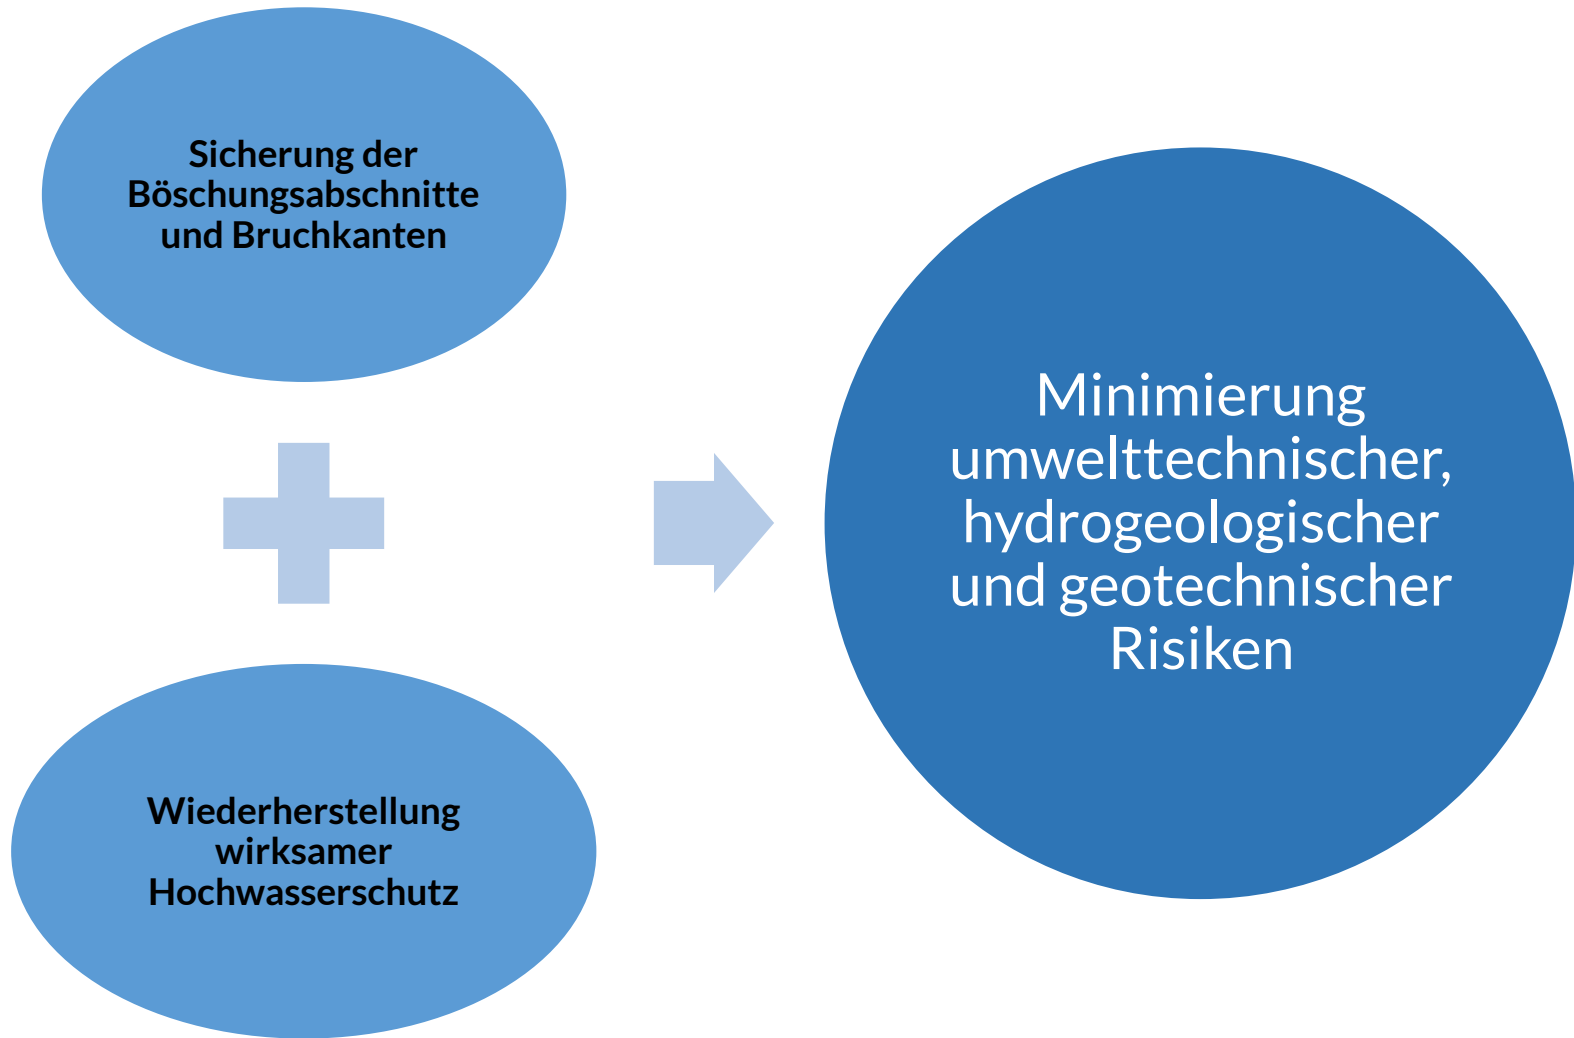 Sicherung der
Böschungsabschnitte
und Bruchkanten
Wiederherstellung
wirksamer
Hochwasserschutz
Minimierung
umwelttechnischer,
hydrogeologischer
und geotechnischer
Risiken